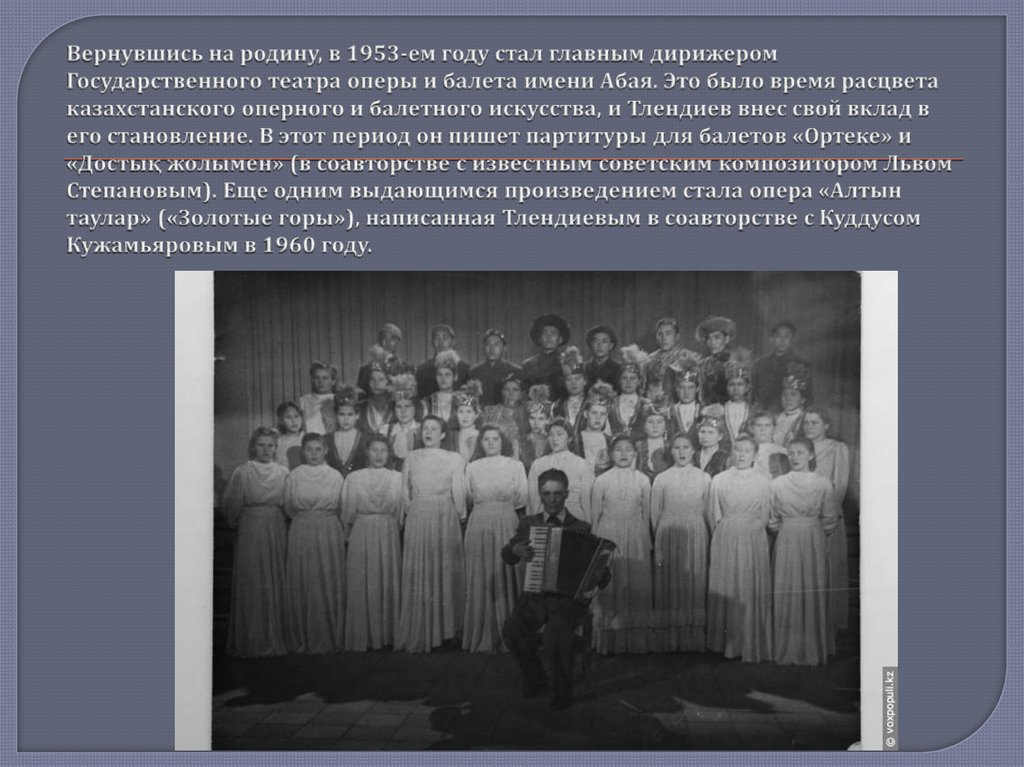 Вернувшись на родину, в 1953-ем году стал главным дирижером
Государственного театра оперы и балета имени Абая. Это было время расцвета
казахстанского оперного и балетного искусства, и Тлендиев внес свой вклад в
его становление. В этот период он пишет партитуры для балетов «Ортеке» и
«Достық жолымен» (в соавторстве с известным советским композитором Львом
Степановым). Еще одним выдающимся произведением стала опера «Алтын
таулар» («Золотые горы»), написанная Тлендиевым в соавторстве с Куддусом
Кужамьяровым в 1960 году.
© voxpopuli.kz